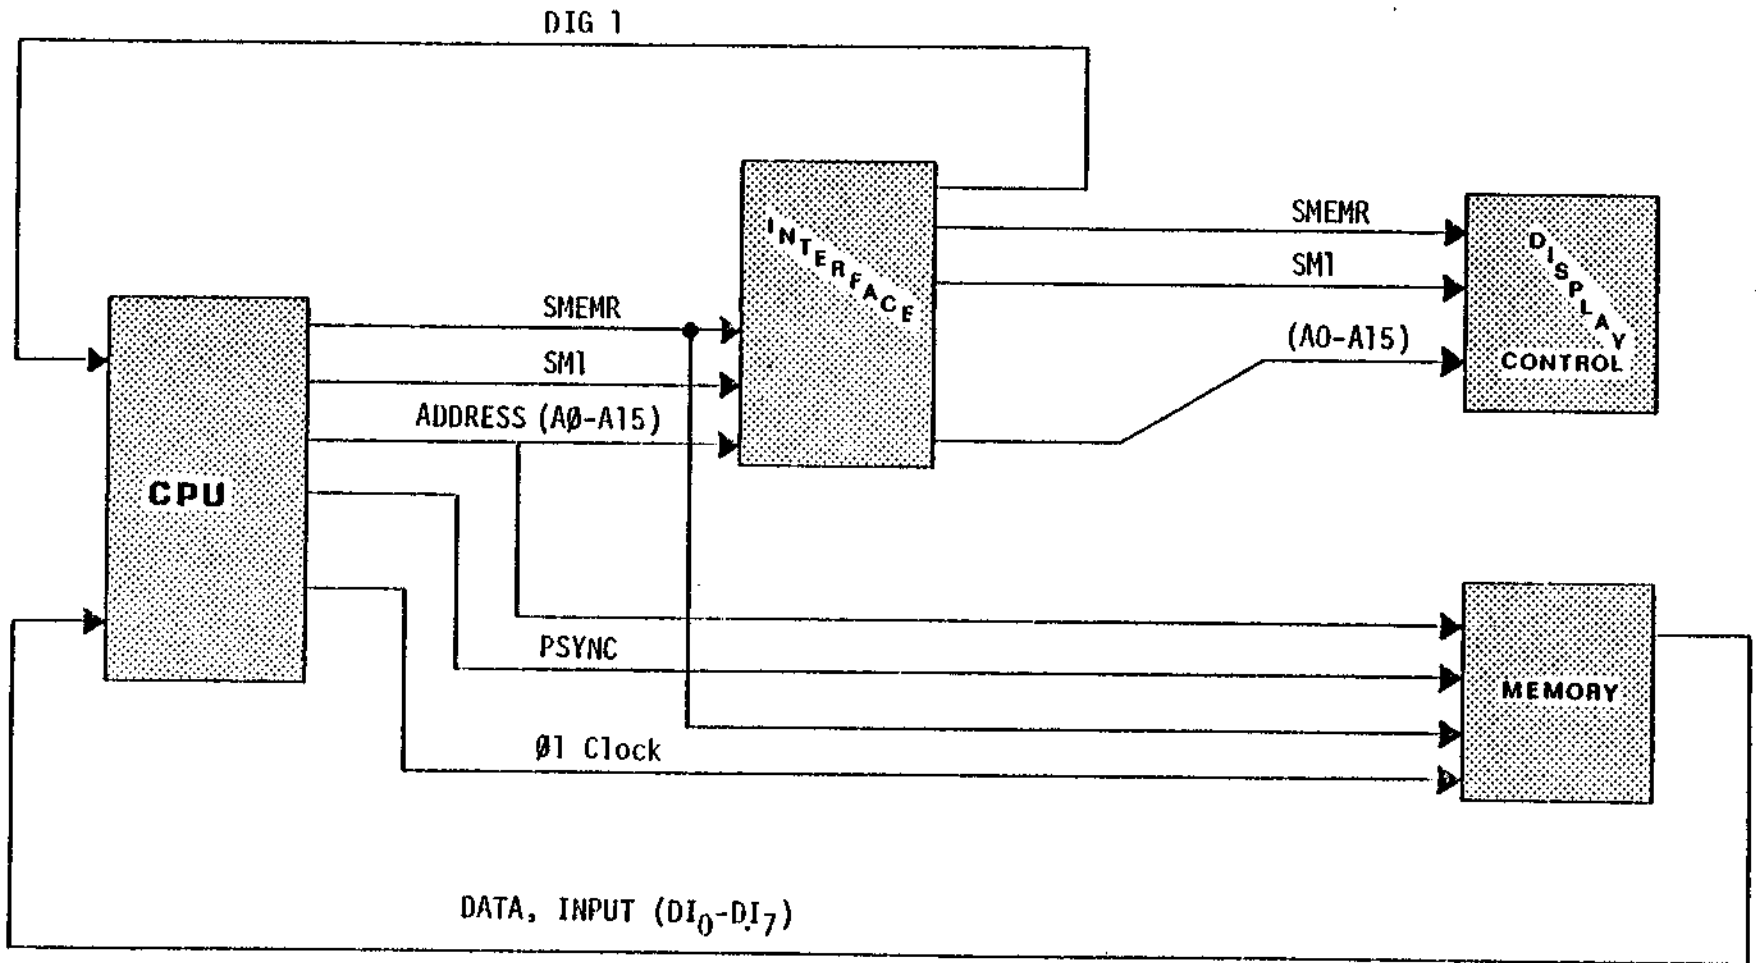 DIG 1
INTERFACE
SMEMR
SM1
(A0-A15)
DISPLAY
CONTROL
SMEMR
SM1
ADDRESS (AØ-A15)
CPU
PSYNC
MEMORY
Ø1 Clock
DATA, INPUT (DI₀-DI₇)